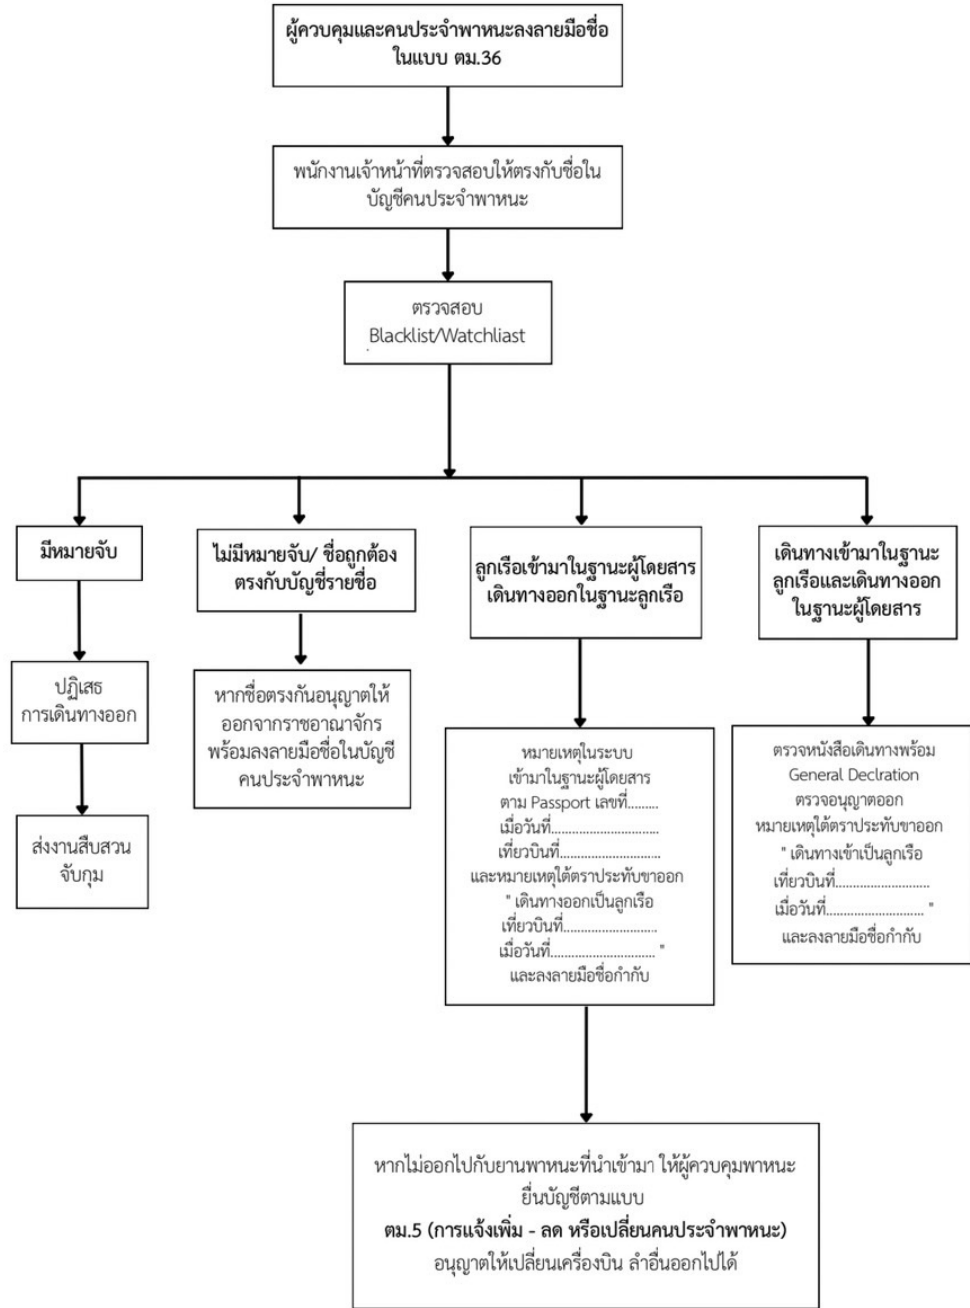 ผู้ควบคุมและคนประจำพาหนะลงลายมือชื่อ
ในแบบ ตม.36
พนักงานเจ้าหน้าที่ตรวจสอบให้ตรงกับชื่อใน
บัญชีคนประจำพาหนะ
ตรวจสอบ
Blacklist/Watchliast
มีหมายจับ
ปฏิเสธ
การเดินทางออก
ส่งงานสืบสวน
จับกุม
ไม่มีหมายจับ/ ชื่อถูกต้อง
ตรงกับบัญชีรายชื่อ
หากชื่อตรงกันอนุญาตให้
ออกจากราชอาณาจักร
พร้อมลงลายมือชื่อในบัญชี
คนประจำพาหนะ
ลูกเรือเข้ามาในฐานะผู้โดยสาร
เดินทางออกในฐานะลูกเรือ
หมายเหตุในระบบ
เข้ามาในฐานะผู้โดยสาร
ตาม Passport เลขที่.........
เมื่อวันที่................................
เที่ยวบินที่..............................
และหมายเหตุใต้ตราประทับขาออก
" เดินทางออกเป็นลูกเรือ
เที่ยวบินที่............................
เมื่อวันที่............................... "
และลงลายมือชื่อกำกับ
หากไม่ออกไปกับยานพาหนะที่นำเข้ามา ให้ผู้ควบคุมพาหนะ
ยื่นบัญชีตามแบบ
ตม.5 (การแจ้งเพิ่ม - ลด หรือเปลี่ยนคนประจำพาหนะ)
อนุญาตให้เปลี่ยนเครื่องบิน ลำอื่นออกไปได้
เดินทางเข้ามาในฐานะ
ลูกเรือและเดินทางออก
ในฐานะผู้โดยสาร
ตรวจหนังสือเดินทางพร้อม
General Declration
ตรวจอนุญาตออก
หมายเหตุใต้ตราประทับขาออก
" เดินทางเข้าเป็นลูกเรือ
เที่ยวบินที่............................
เมื่อวันที่............................. "
และลงลายมือชื่อกำกับ